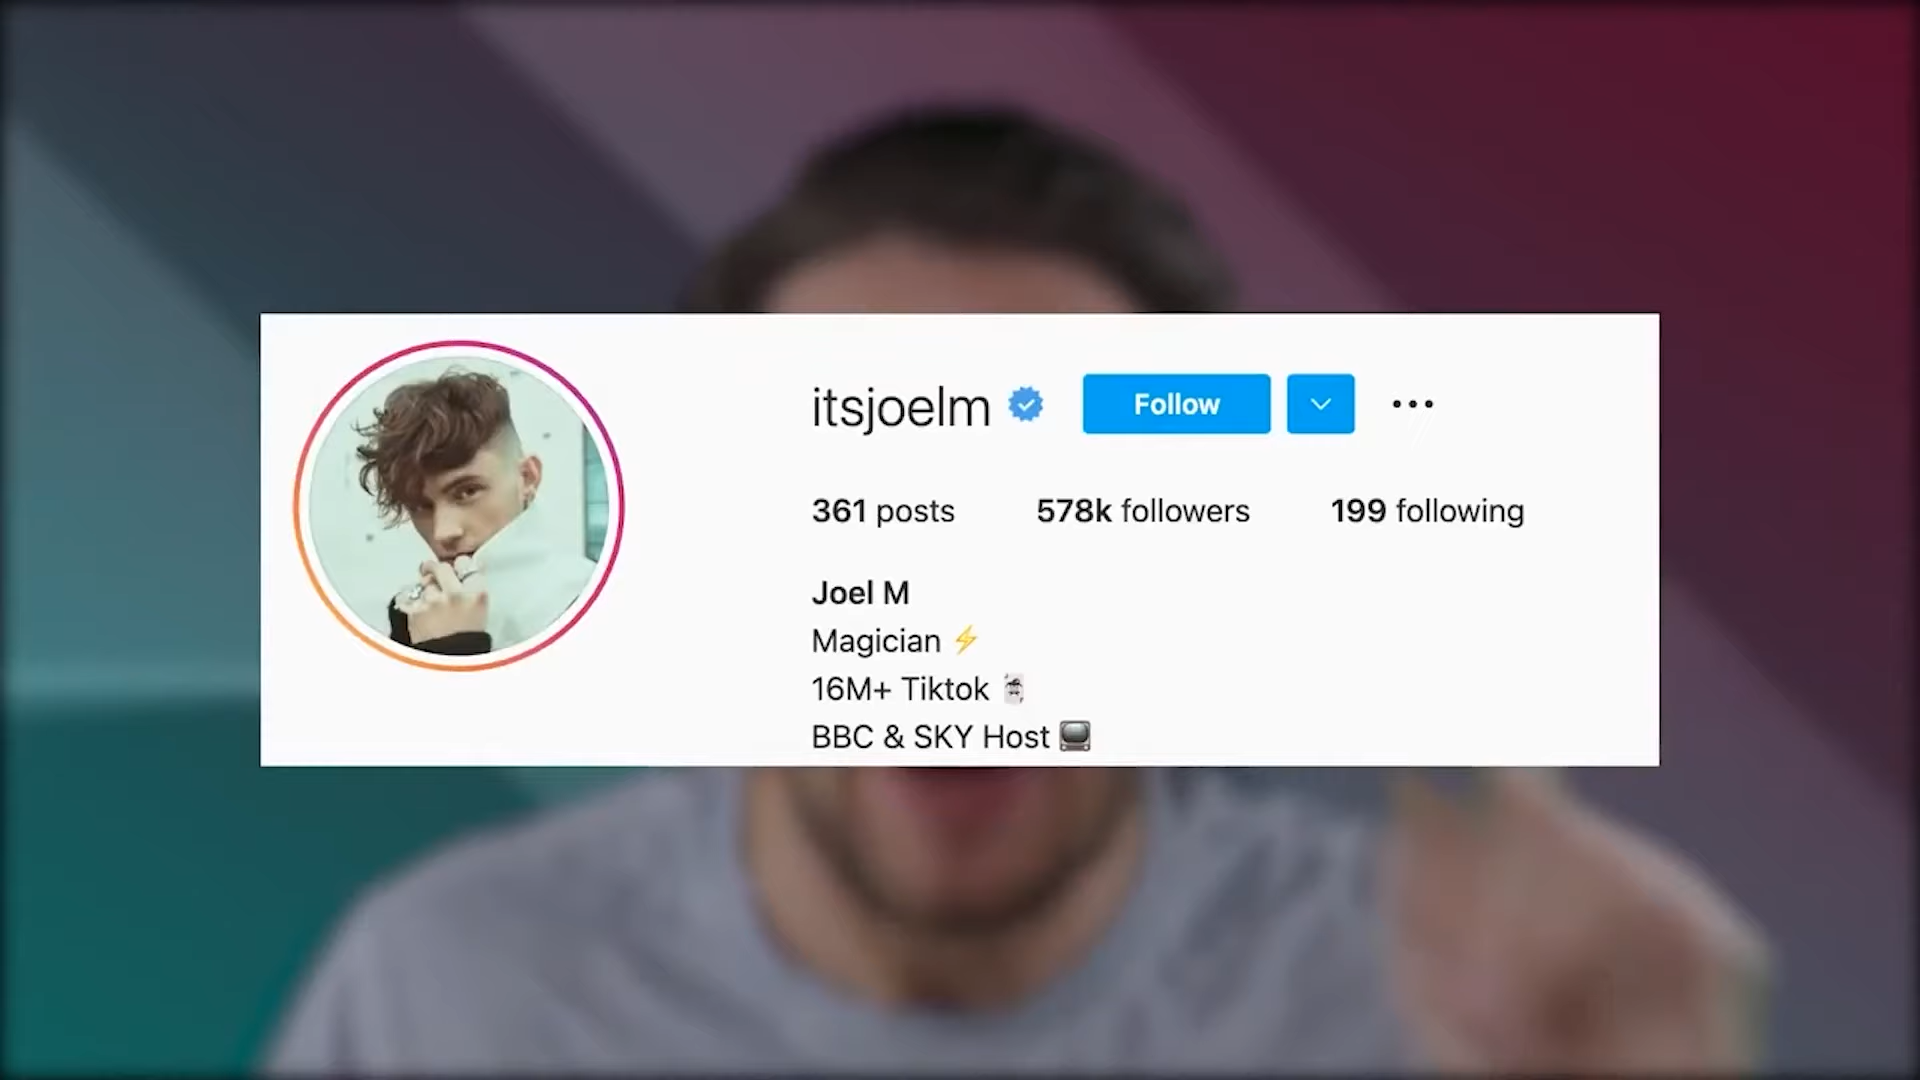 itsjoelm Follow
361 posts 578k followers 199 following
Joel M
Magician ⚡
16M+ Tiktok 🃏
BBC & SKY Host 📺